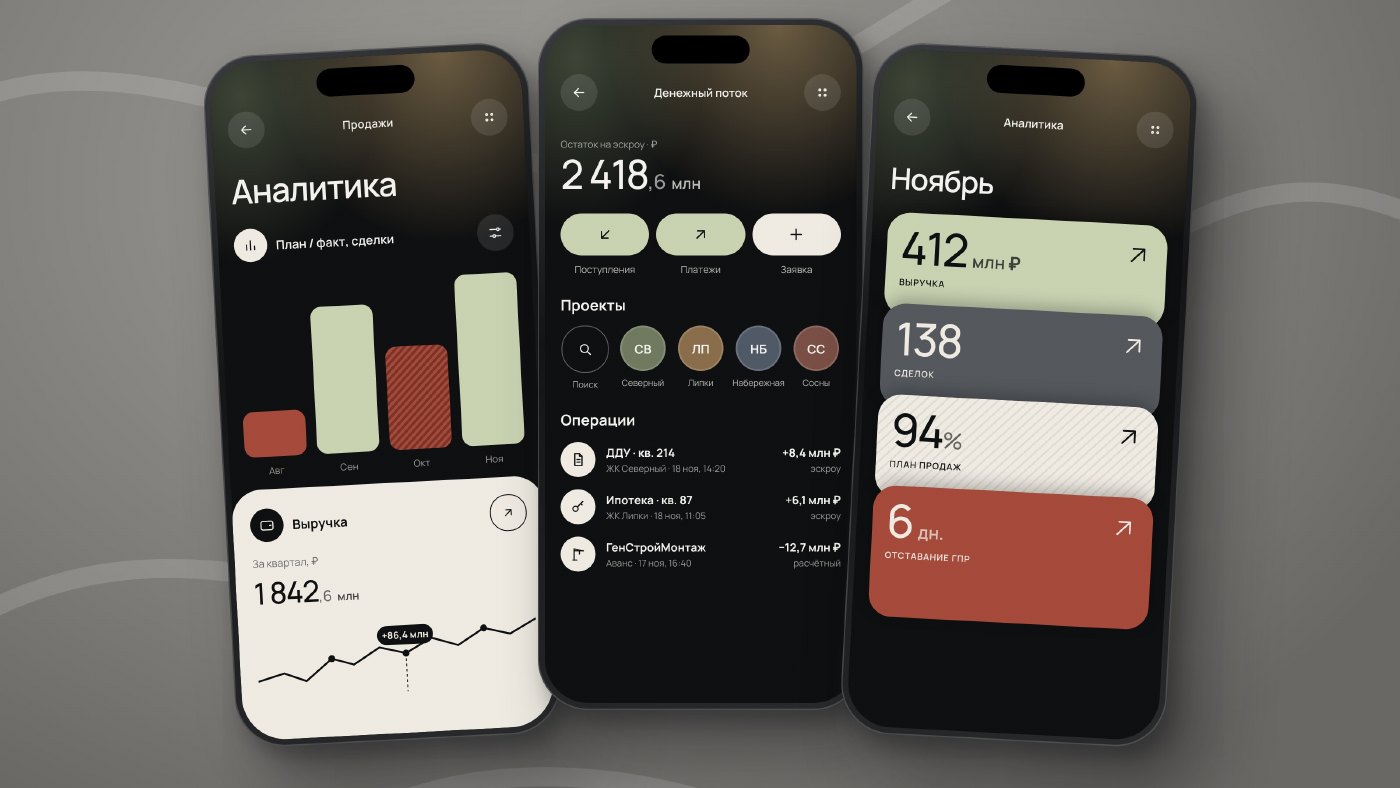 Продажи
Аналитика
План / факт, сделки
Авг Сен Окт Ноя
Выручка
За квартал, ₽
1 842,6 млн
+86,4 млн
Денежный поток
Остаток на эскроу · ₽
2 418,6 млн
Поступления Платежи Заявка
Проекты
СВ ЛП НБ СС
Поиск Северный Липки Набережная Сосны
Операции
ДДУ · кв. 214 +8,4 млн ₽
ЖК Северный · 18 ноя, 14:20 эскроу
Ипотека · кв. 87 +6,1 млн ₽
ЖК Липки · 18 ноя, 11:05 эскроу
ГенСтройМонтаж −12,7 млн ₽
Аванс · 17 ноя, 16:40 расчётный
Аналитика
Ноябрь
412 млн ₽
ВЫРУЧКА
138
СДЕЛОК
94%
ПЛАН ПРОДАЖ
6 дн.
ОТСТАВАНИЕ ГПР